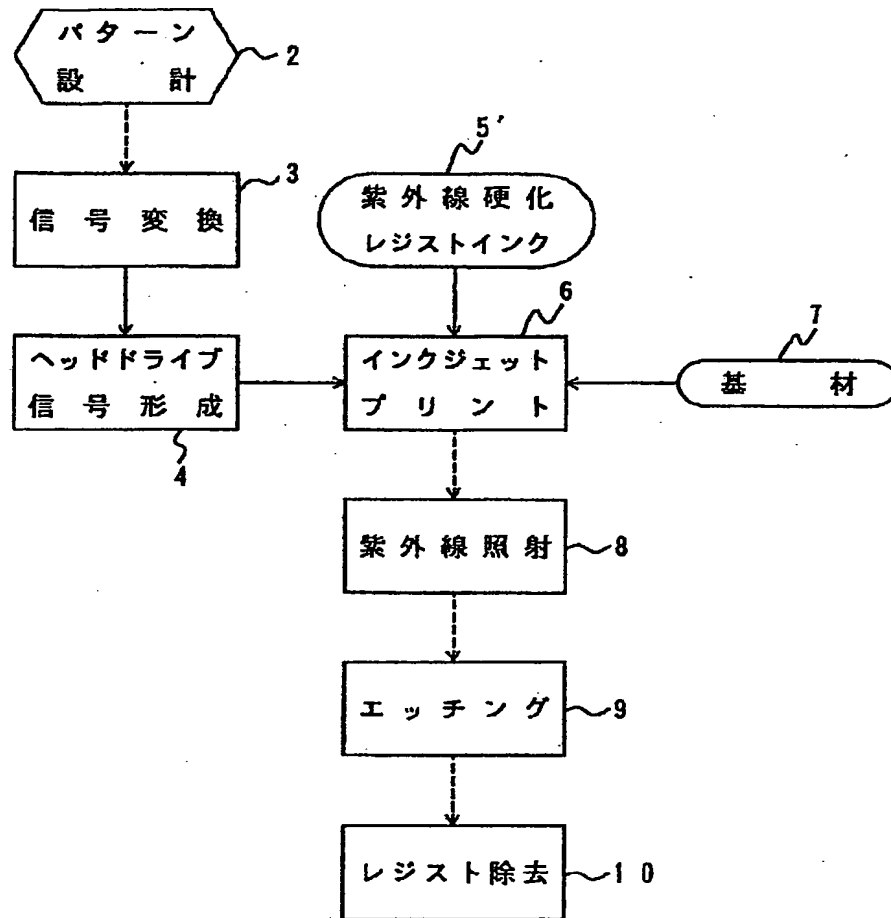 パターン
設計
2
信号変換
3
5'
紫外線硬化
レジストインク
ヘッドドライブ
信号形成
4
インクジェット
プリント
6
7
基材
紫外線照射
8
エッチング
9
レジスト除去
10